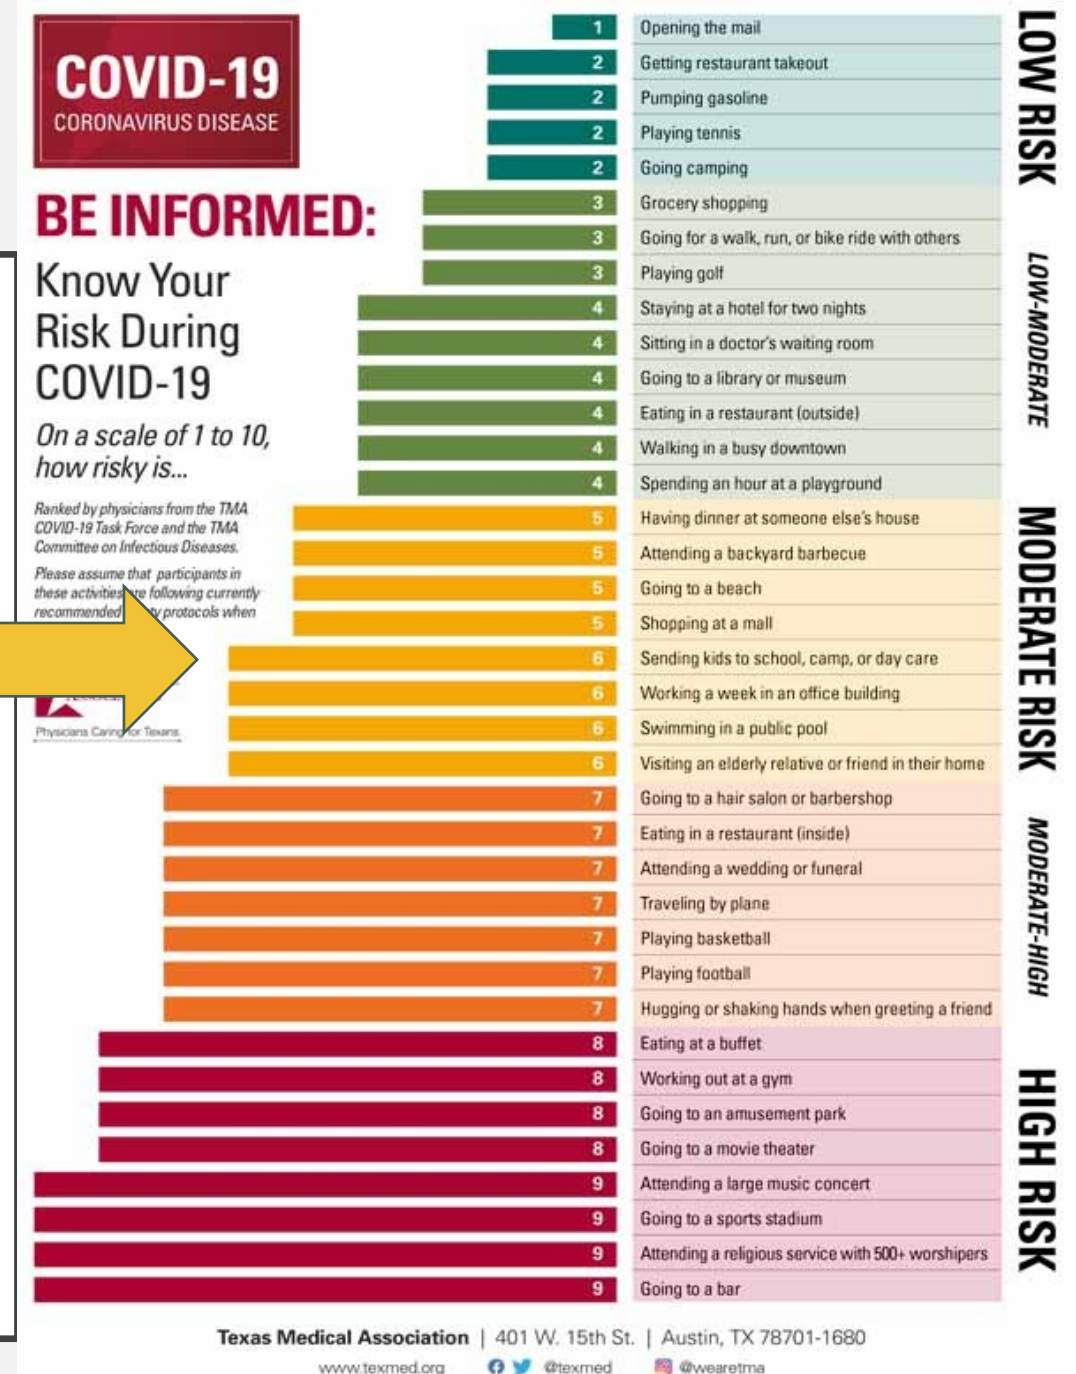 COVID-19
CORONAVIRUS DISEASE
BE INFORMED:
Know Your
Risk During
COVID-19
On a scale of 1 to 10,
how risky is...
Ranked by physicians from the TMA
COVID-19 Task Force and the TMA
Committee on Infectious Diseases.
Please assume that participants in
these activities are following currently
recommended protocols when
Physicians Caring for Texans
1 Opening the mail
2 Getting restaurant takeout
2 Pumping gasoline
2 Playing tennis
2 Going camping
3 Grocery shopping
3 Going for a walk, run, or bike ride with others
3 Playing golf
4 Staying at a hotel for two nights
4 Sitting in a doctor's waiting room
4 Going to a library or museum
4 Eating in a restaurant (outside)
4 Walking in a busy downtown
4 Spending an hour at a playground
5 Having dinner at someone else's house
5 Attending a backyard barbecue
5 Going to a beach
5 Shopping at a mall
6 Sending kids to school, camp, or day care
6 Working a week in an office building
6 Swimming in a public pool
6 Visiting an elderly relative or friend in their home
7 Going to a hair salon or barbershop
7 Eating in a restaurant (inside)
7 Attending a wedding or funeral
7 Traveling by plane
7 Playing basketball
7 Playing football
7 Hugging or shaking hands when greeting a friend
8 Eating at a buffet
8 Working out at a gym
8 Going to an amusement park
8 Going to a movie theater
9 Attending a large music concert
9 Going to a sports stadium
9 Attending a religious service with 500+ worshipers
9 Going to a bar
LOW RISK
LOW-MODERATE
MODERATE RISK
MODERATE-HIGH
HIGH RISK
Texas Medical Association | 401 W. 15th St. | Austin, TX 78701-1680
www.texmed.org @texmed @wearetma